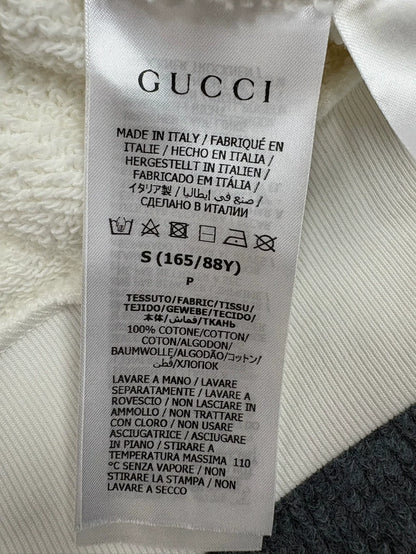 GUCCI
MADE IN ITALY / FABRIQUÉ EN
ITALIE / HECHO EN ITALIA /
HERGESTELLT IN ITALIEN /
FABRICADO EM ITÁLIA /
イタリア製 / صنع في إيطاليا /
СДЕЛАНО В ИТАЛИИ
S (165/88Y)
P
TESSUTO/FABRIC/TISSU/
TEJIDO/GEWEBE/TECIDO/
本体/قماش/ТКАНЬ
100% COTONE/COTTON/
COTON/ALGODON/
BAUMWOLLE/ALGODÃO/コットン/
قطن/ХЛОПОК
LAVARE A MANO / LAVARE
SEPARATAMENTE / LAVARE IN
ROVESCIO / NON LASCIARE IN
AMMOLLO / NON TRATTARE
CON CLORO / NON USARE
ASCIUGATRICE / ASCIUGARE
IN PIANO / STIRARE A
TEMPERATURA MASSIMA 110
°C SENZA VAPORE / NON
STIRARE LA STAMPA / NON
LAVARE A SECCO